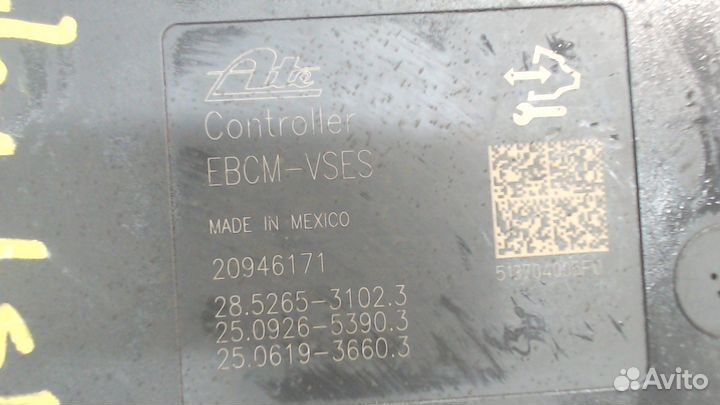 Ate
Controller
EBCM-VSES
MADE IN MEXICO
20946171
28.5265-3102.3
25.0926-5390.3
25.0619-3660.3
Avito